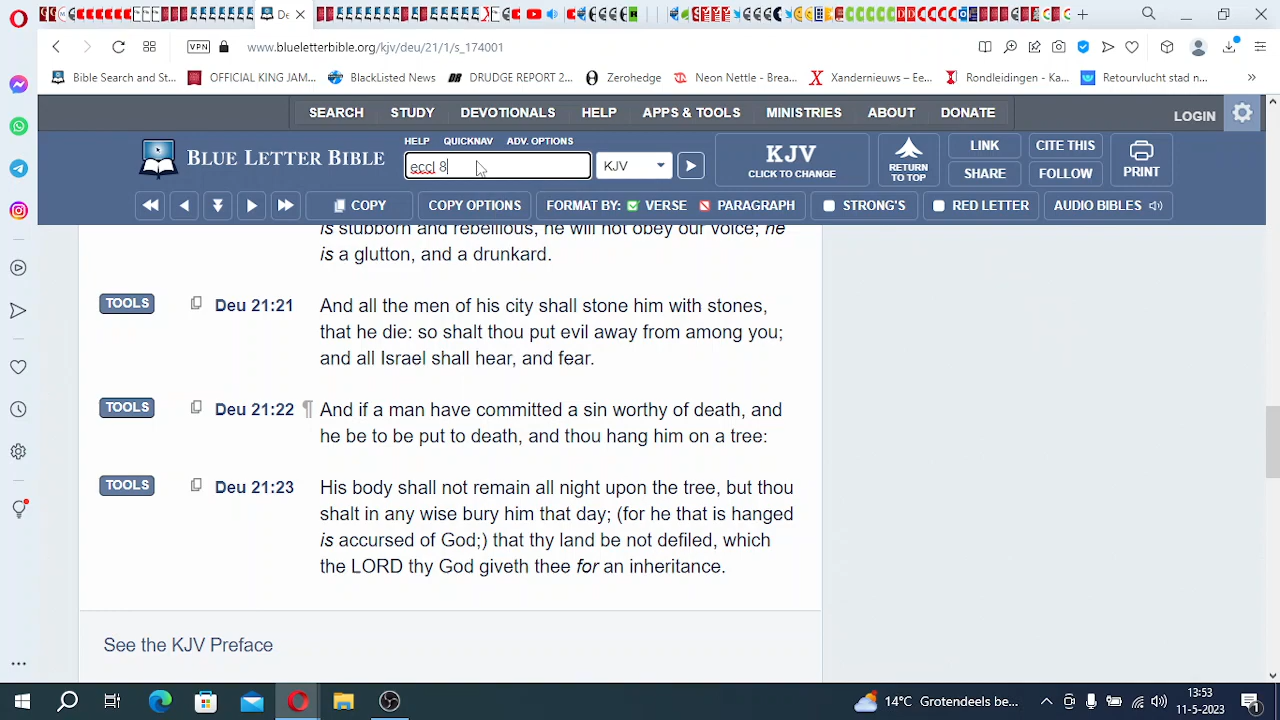 De
VPN
www.blueletterbible.org/kjv/deu/21/1/s_174001
Bible Search and St... OFFICIAL KING JAM... BlackListed News DRUDGE REPORT 2... Zerohedge Neon Nettle - Brea... Xandernieuws – Ee... Rondleidingen - Ka... Retourvlucht stad n... »
SEARCH STUDY DEVOTIONALS HELP APPS & TOOLS MINISTRIES ABOUT DONATE LOGIN
HELP QUICKNAV ADV. OPTIONS
BLUE LETTER BIBLE
eccl 8
KJV
KJV
CLICK TO CHANGE
RETURN
TO TOP
LINK
CITE THIS
SHARE
FOLLOW
PRINT
COPY COPY OPTIONS FORMAT BY: VERSE PARAGRAPH STRONG'S RED LETTER AUDIO BIBLES
is stubborn and rebellious, he will not obey our voice; he
is a glutton, and a drunkard.
TOOLS Deu 21:21 And all the men of his city shall stone him with stones,
that he die: so shalt thou put evil away from among you;
and all Israel shall hear, and fear.
TOOLS Deu 21:22 ¶ And if a man have committed a sin worthy of death, and
he be to be put to death, and thou hang him on a tree:
TOOLS Deu 21:23 His body shall not remain all night upon the tree, but thou
shalt in any wise bury him that day; (for he that is hanged
is accursed of God;) that thy land be not defiled, which
the LORD thy God giveth thee for an inheritance.
See the KJV Preface
14°C Grotendeels be...
13:53
11-5-2023